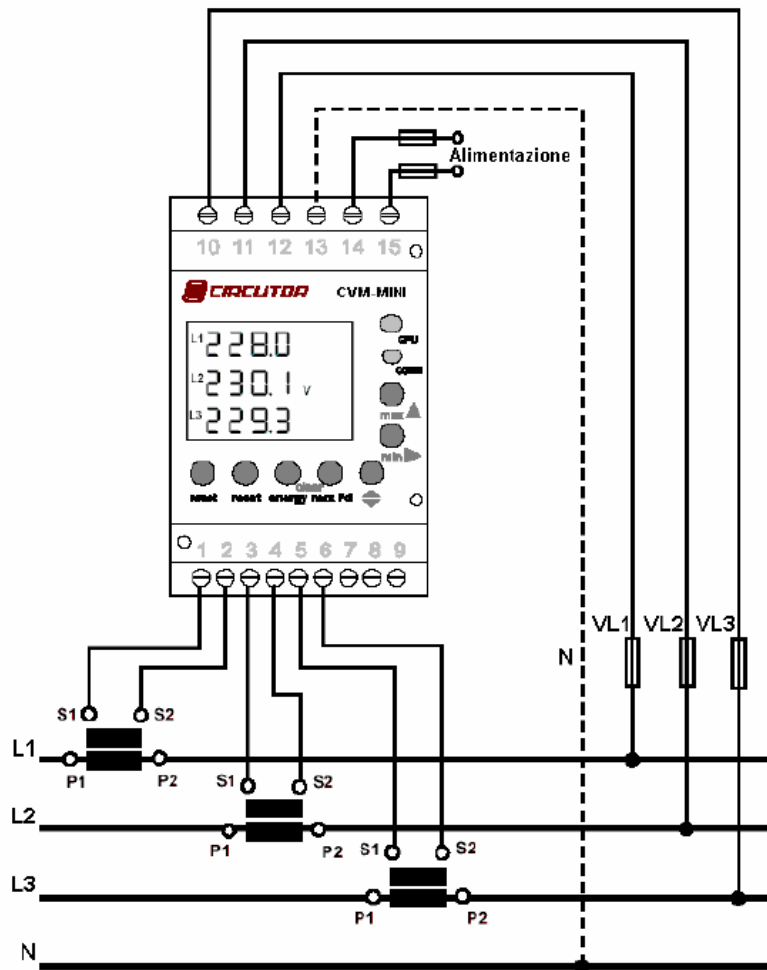 Alimentazione
10 11 12 13 14 15
CIRCUTOR CVM-MINI
L1 228.0
CPU
COMM
L2 230.1 V
max
L3 229.3
min
reset energy max Pd
clear
1 2 3 4 5 6 7 8 9
VL1 VL2 VL3
N
S1 S2
L1
P1 P2
S1 S2
L2
P1 P2
S1 S2
L3
P1 P2
N